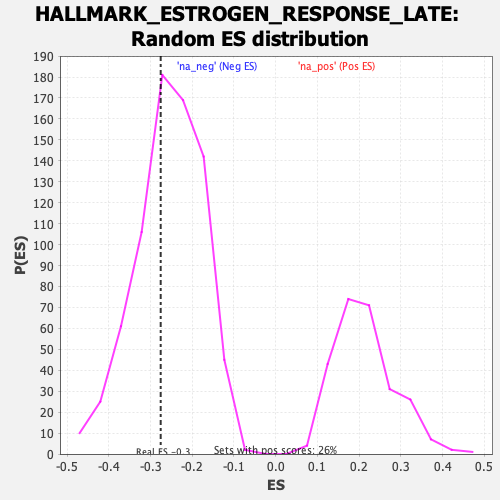 HALLMARK_ESTROGEN_RESPONSE_LATE:
Random ES distribution
'na_neg' (Neg ES) 'na_pos' (Pos ES)
190
180
170
160
150
140
130
120
110
100
90
80
70
60
50
40
30
20
10
0
P(ES)
Real ES -0.3
Sets with pos scores: 26%
-0.5 -0.4 -0.3 -0.2 -0.1 0.0 0.1 0.2 0.3 0.4 0.5
ES